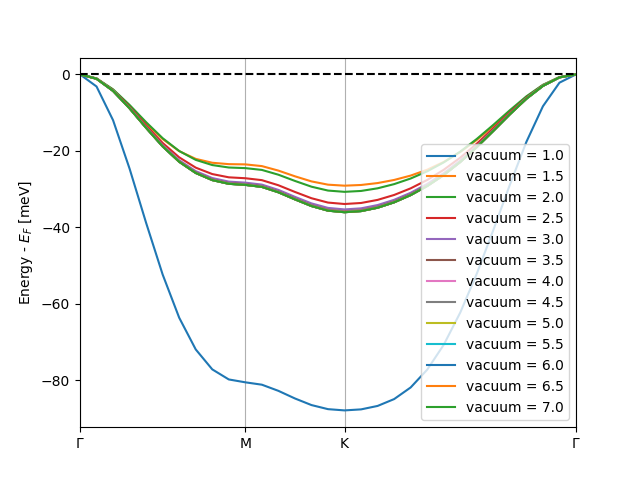 0
−20
−40
−60
−80
Energy - E_F [meV]
Γ
M
K
Γ
vacuum = 1.0
vacuum = 1.5
vacuum = 2.0
vacuum = 2.5
vacuum = 3.0
vacuum = 3.5
vacuum = 4.0
vacuum = 4.5
vacuum = 5.0
vacuum = 5.5
vacuum = 6.0
vacuum = 6.5
vacuum = 7.0